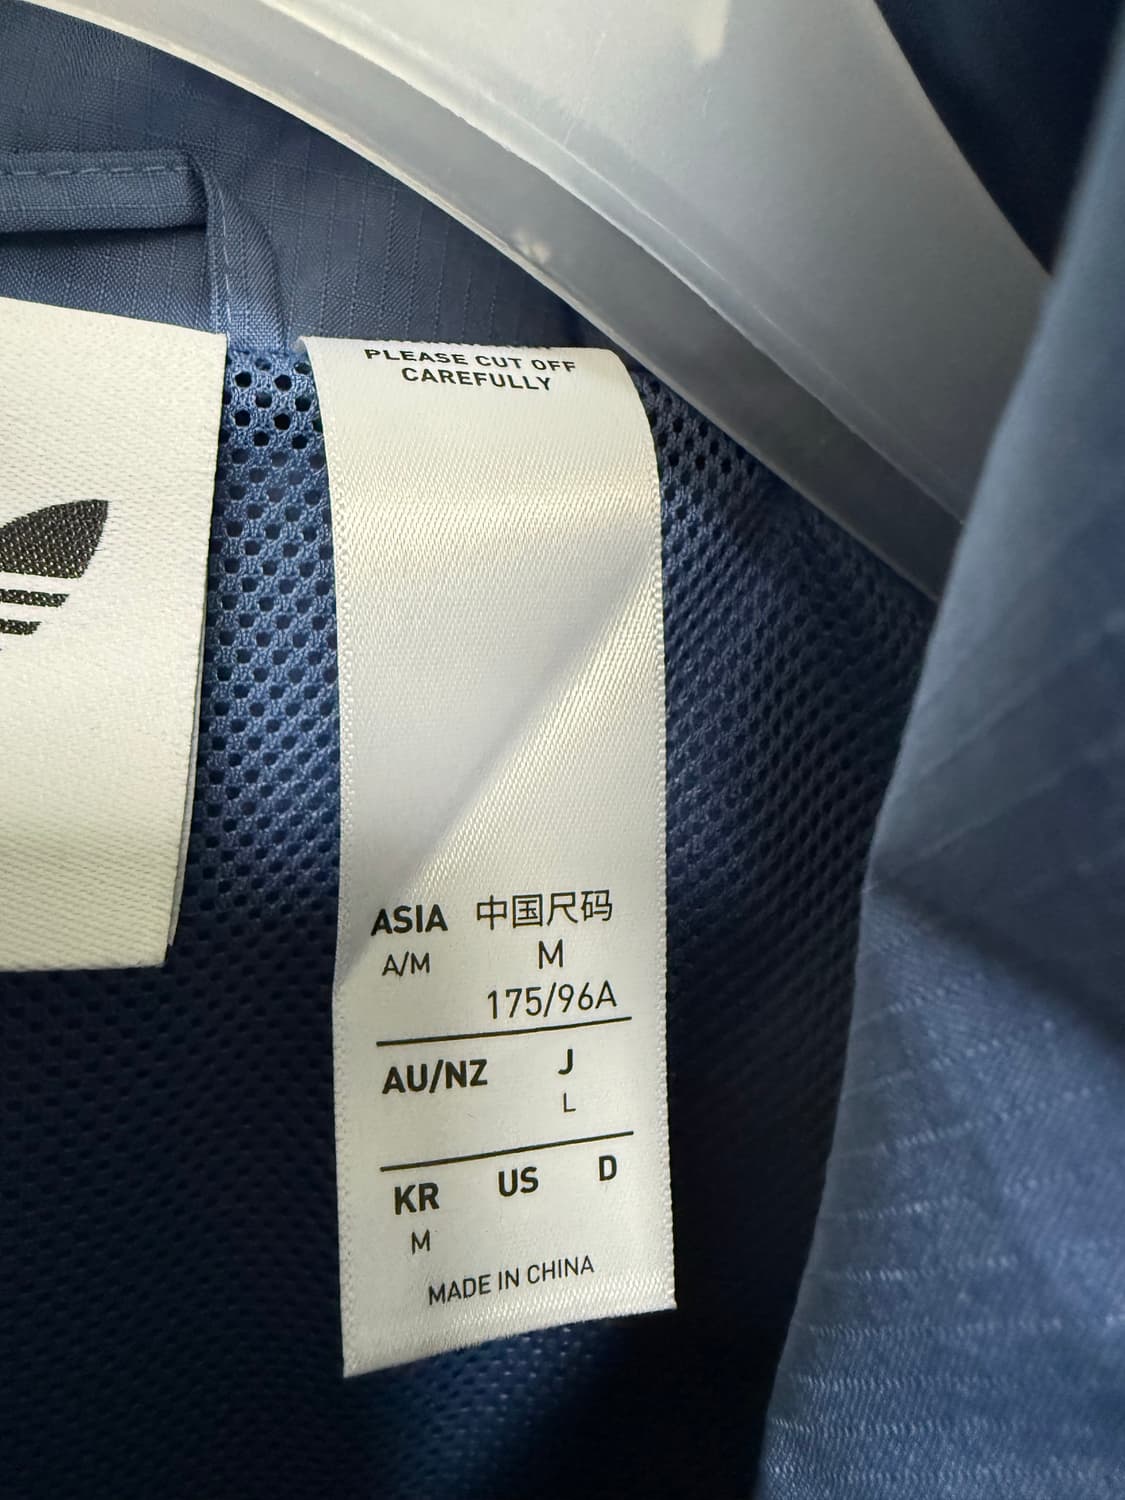 PLEASE CUT OFF
CAREFULLY
ASIA 中国尺码
A/M M
175/96A
AU/NZ J
L
KR US D
M
MADE IN CHINA